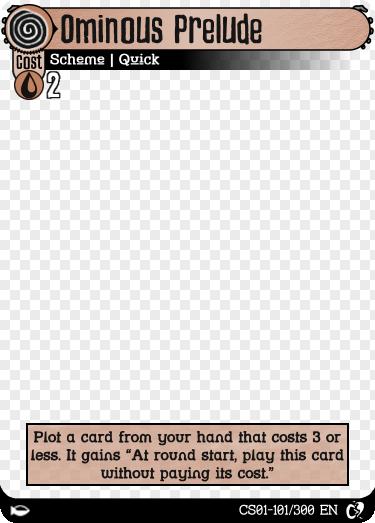 Ominous Prelude
Cost
Scheme | Quick
2
Plot a card from your hand that costs 3 or
less. It gains “At round start, play this card
without paying its cost.”
CS01-101/300 EN